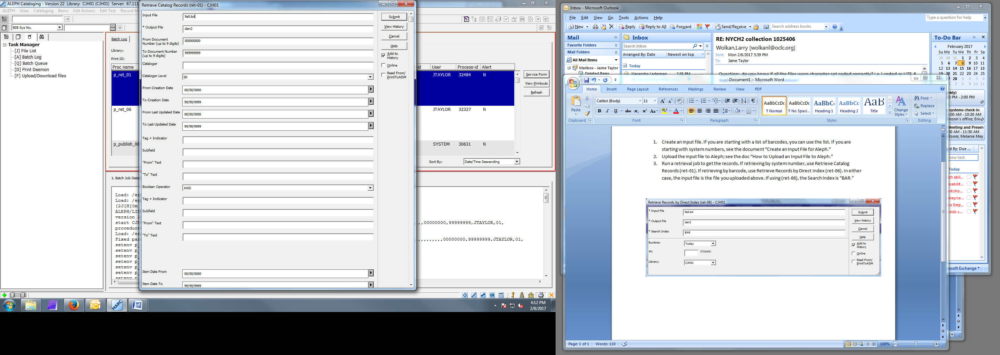 ALEPH Cataloging - Version 22 Library: CJH01 (CJH01) Server: 67.111
ALEPH View Cataloging Items Edit Actions Edit Text Record M
BIB Sys No.
Task Manager
[J] File List
[A] Batch Log
[Q] Batch Queue
[D] Print Daemon
[F] Upload/Download files
Batch Log
Library:
Print ID:
Proc name
p_ret_01
p_ret_06
p_publish_06
1. Batch Job Detai
Load: /ex
Load: /ex
[2J[H[0m
ALEPH/LIN
version 2
start CJH
procedure
Load: /ex
Fixed par
setenv p_
setenv p_
setenv p_
setenv p_
setenv p_
setenv p_
setenv p_
Retrieve Catalog Records (ret-01) - CJH01
Input File 9a5.txt
* Output File dan2
From Document Number (up to 9 digits) 000000000
To Document Number (up to 9 digits) 999999999
Cataloger
Cataloger Level 00
From Creation Date 00/00/0000
To Creation Date 99/99/9999
From Last Updated Date 00/00/0000
To Last Updated Date 99/99/9999
Tag + Indicator
Subfield
"From" Text
"To" Text
Boolean Operator AND
Tag + Indicator
Subfield
"From" Text
"To" Text
Item Date From 00/00/0000
Item Date To 99/99/9999
Submit
View History
Cancel
Help
Add to History
Online
Read From/ PrintToADM
-id User Process-id Alert
JTAYLOR 32484 N
JTAYLOR 32327 N
SYSTEM 30631 N
Service Form
View Printouts
Refresh
Sort By: Date/Time Descending
,,00000000,99999999,JTAYLOR,01,
,,,,,,,,,,00000000,99999999,JTAYLOR,01,
MARC
4:12 PM
2/8/2017
Inbox - Microsoft Outlook
File Edit View Go Tools Actions Help
Type a question for help
New Reply Reply to All Forward Send/Receive Search address books
Mail
Favorite Folders
Mail Folders
All Mail Items
Mailbox - Jaime Taylor
Deleted Items
Inbox
Search Inbox
Arranged By: Date Newest on top
Today
Alexandra Lederman 2:38 PM
RE: NYCH2 collection 1025406
Wolkan,Larry [wolkanl@oclc.org]
Sent: Mon 2/6/2017 3:39 PM
To: Jaime Taylor
Question: do you know if all the files were character set coded correctly? i.e.) coded as UTF-8
To-Do Bar
February 2017
Su Mo Tu We Th Fr Sa
29 30 31 1 2 3 4
5 6 7 8 9 10 11
12 13 14 15 16 17 18
19 20 21 22 23 24 25
27 28 1 2 3 4
6 7 8 9 10 11
ekly)
0 PM - 2:00 PM
systems check-in
:00 AM - 10:30 AM
nzon's office; Eric
Meeting and Presen
00 AM - 11:30 AM
Room; Melanie Mey
d By: Due ...
new task
Today
ch abil...
usabilit...
orksho...
rvey/se...
to Emp...
ields s...
osoft Exchange
Document1 - Microsoft Word
Home Insert Page Layout References Mailings Review View PDF
Paste
Clipboard
Calibri (Body) 11
B I U abc x₂ x² Aa
Font
Paragraph
AaBbCcDc AaBbCcDc AaBbCc AaBbCc AaB
¶ Normal ¶ No Spaci... Heading 1 Heading 2 Title
Change Styles
Styles
Find
Replace
Select
Editing
1. Create an input file. If you are starting with a list of barcodes, you can use the list. If you are
starting with system numbers, see the document “Create an Input File for Aleph.”
2. Upload the input file to Aleph; see the doc “How to Upload an Input File to Aleph.”
3. Run a retrieval job to get the records. If retrieving by system number, use Retrieve Catalog
Records (ret-01). If retrieving by barcode, use Retrieve Records by Direct Index (ret-06). In either
case, the input file is the file you uploaded above. If using (ret-06), the Search Index is “BAR.”
Retrieve Records by Direct Index (ret-06) - CJH01
* Input File 9a5.txt
* Output File dan2
* Search Index BAR
Runtime: Today
At: O'clock:
Library: CJH01
Submit
View History
Cancel
Help
Add to History
Online
Read From/ PrintToADM
Page: 1 of 1 Words: 110
100%